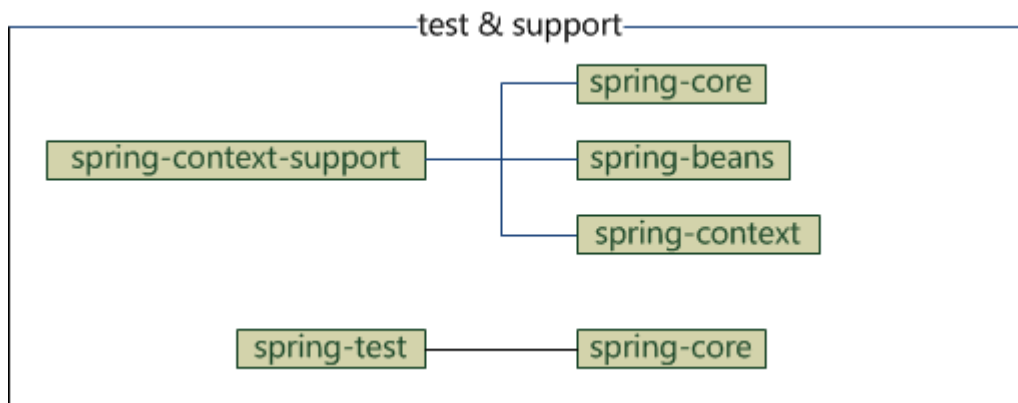 test & support
spring-core
spring-context-support
spring-beans
spring-context
spring-test
spring-core